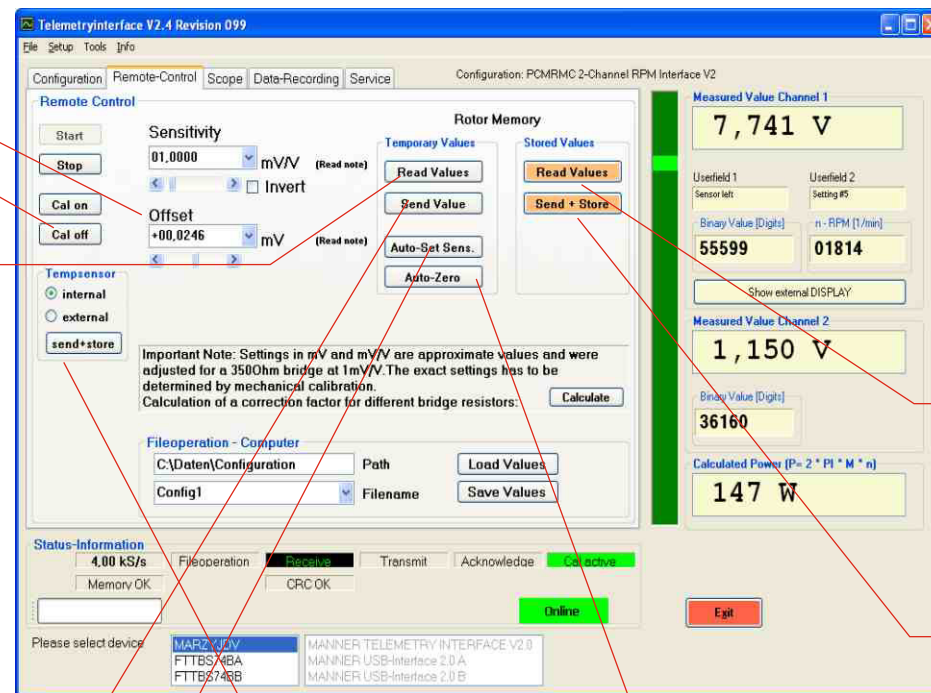 Telemetryinterface V2.4 Revision 099
File Setup Tools Info
Configuration Remote-Control Scope Data-Recording Service
Configuration: PCMRMC 2-Channel RPM Interface V2
Remote Control
Start
Stop
Cal on
Cal off
Sensitivity
01,0000 mV/V (Read note)
Invert
Offset
+00,0246 mV (Read note)
Rotor Memory
Temporary Values
Read Values
Send Value
Auto-Set Sens.
Auto-Zero
Stored Values
Read Values
Send + Store
Tempsensor
internal
external
send+store
Important Note: Settings in mV and mV/V are approximate values and were
adjusted for a 350Ohm bridge at 1mV/V.The exact settings has to be
determined by mechanical calibration.
Calculation of a correction factor for different bridge resistors: Calculate
Fileoperation - Computer
C:\Daten\Configuration Path Load Values
Config1 Filename Save Values
Measured Value Channel 1
7,741 V
Userfield 1 Userfield 2
Sensor left Setting #5
Binary Value [Digits] n - RPM [1/min]
55599 01814
Show external DISPLAY
Measured Value Channel 2
1,150 V
Binary Value [Digits]
36160
Calculated Power (P= 2 * PI * M * n)
147 W
Status-Information
4,00 kS/s Fileoperation Receive Transmit Acknowledge Cal active
Memory OK CRC OK
Online
Exit
Please select device
MARZYJDV MANNER TELEMETRY INTERFACE V2.0
FTTBS74BA MANNER USB-Interface 2.0 A
FTTBS74BB MANNER USB-Interface 2.0 B